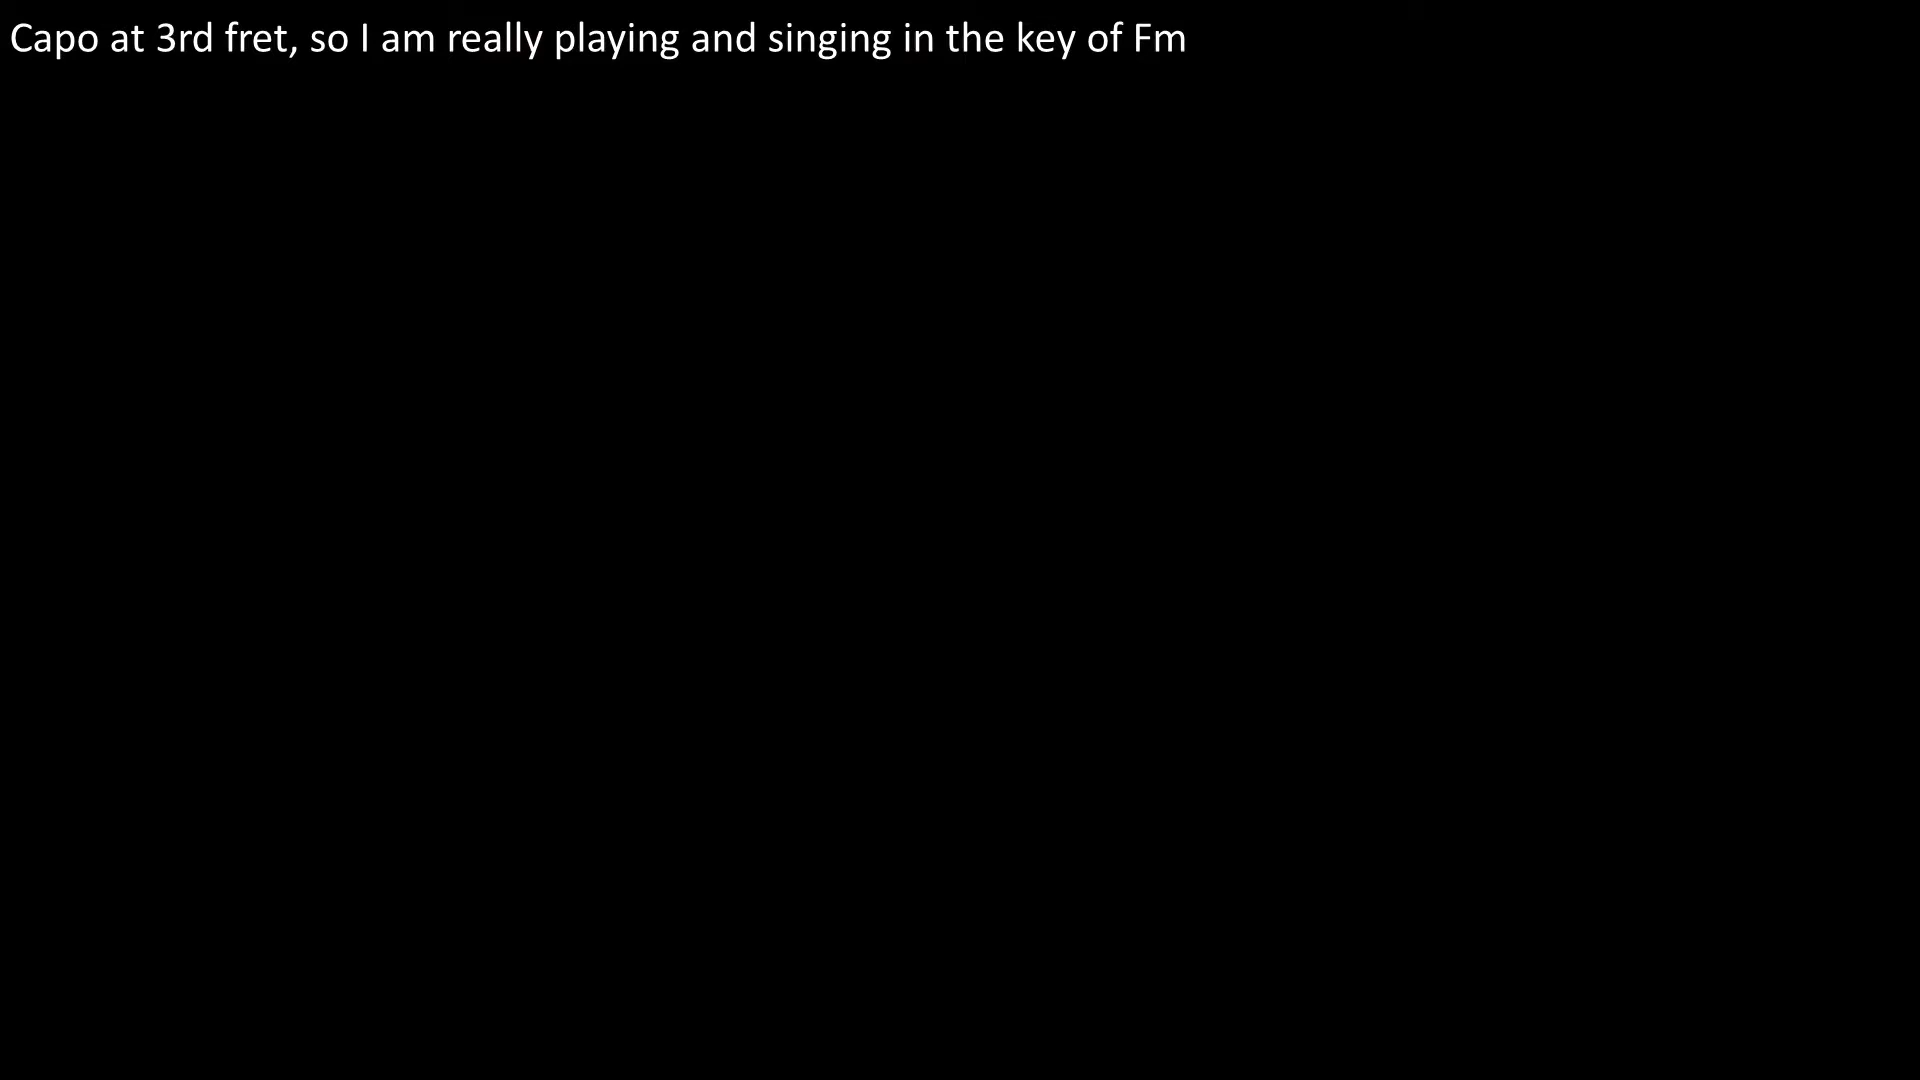 Capo at 3rd fret, so I am really playing and singing in the key of Fm